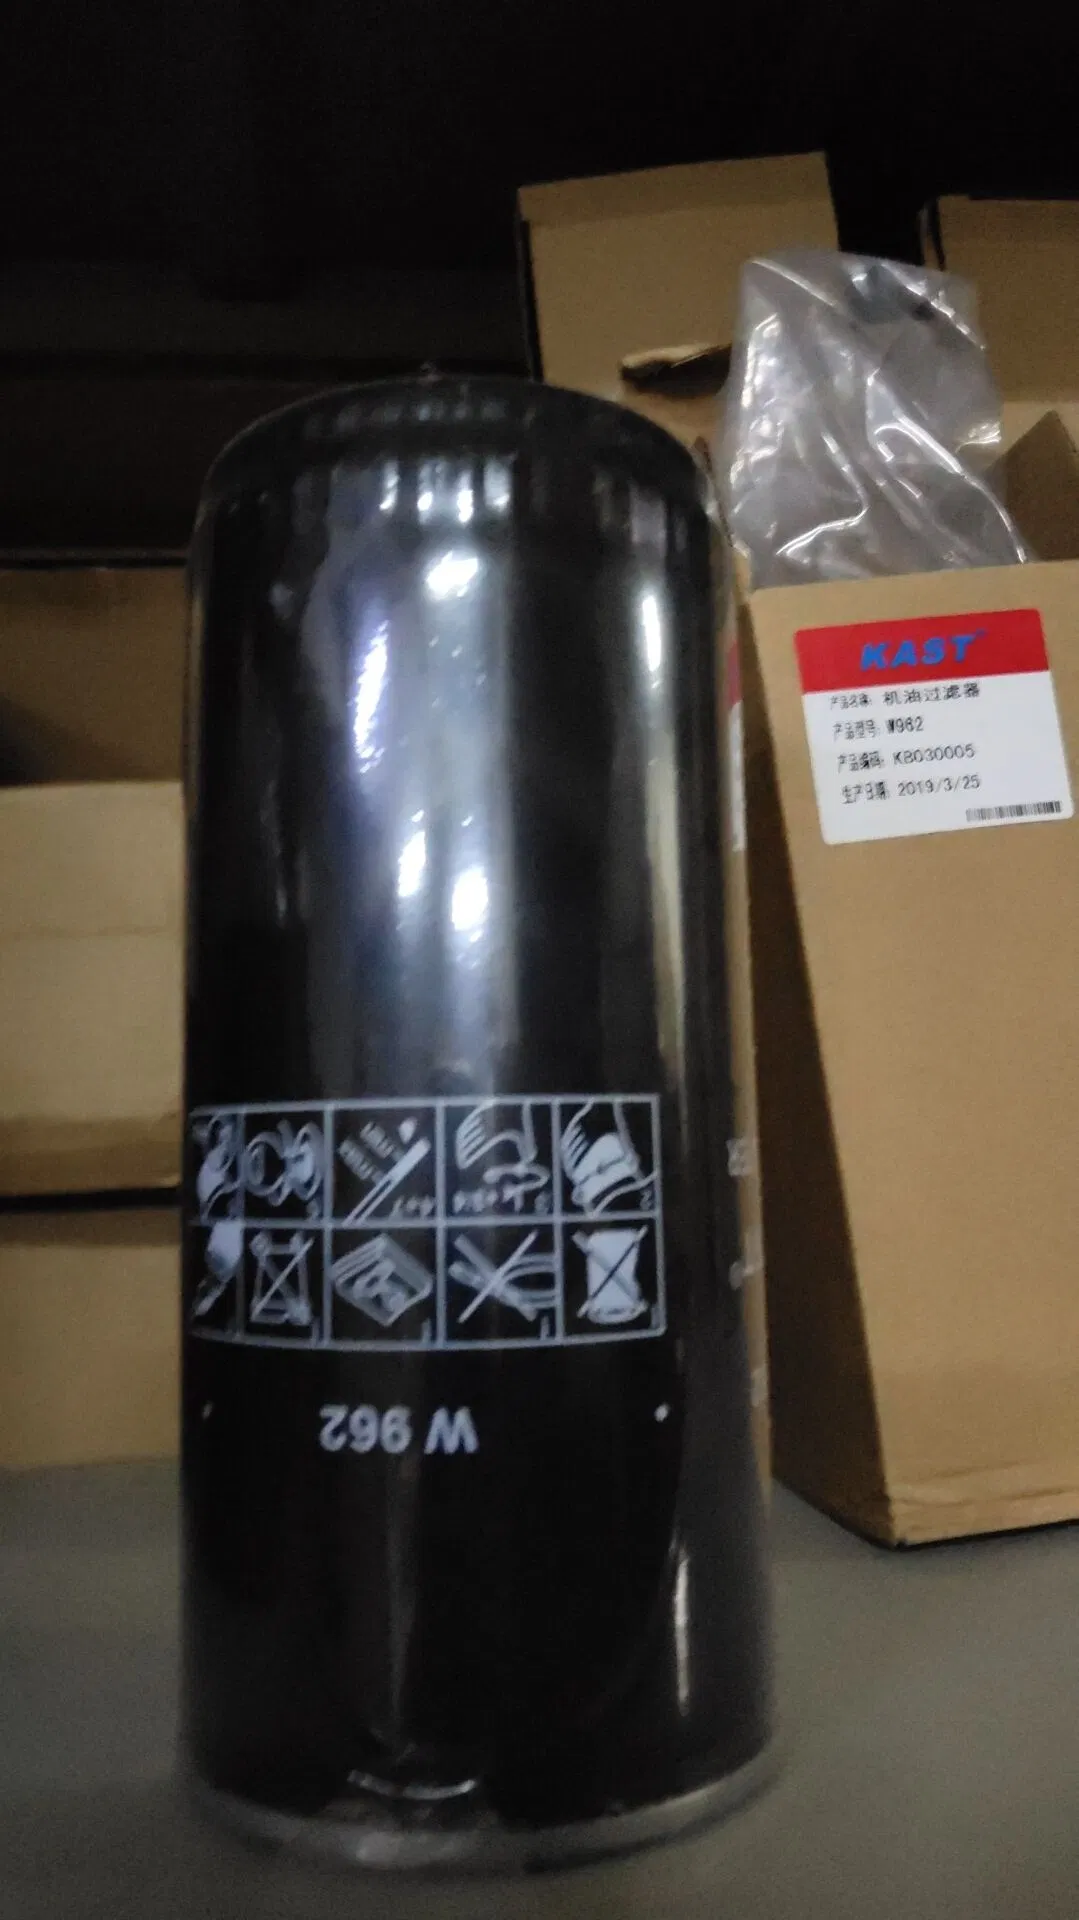 KAST
产品名称: 机油过滤器
产品型号: W962
产品编码: KB030005
生产日期: 2019/3/25
W 962